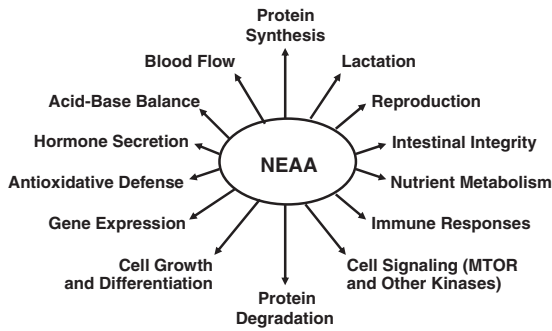 Protein
Synthesis
Blood Flow
Lactation
Acid-Base Balance
Reproduction
Hormone Secretion
Intestinal Integrity
NEAA
Antioxidative Defense
Nutrient Metabolism
Gene Expression
Immune Responses
Cell Growth
and Differentiation
Cell Signaling (MTOR
and Other Kinases)
Protein
Degradation